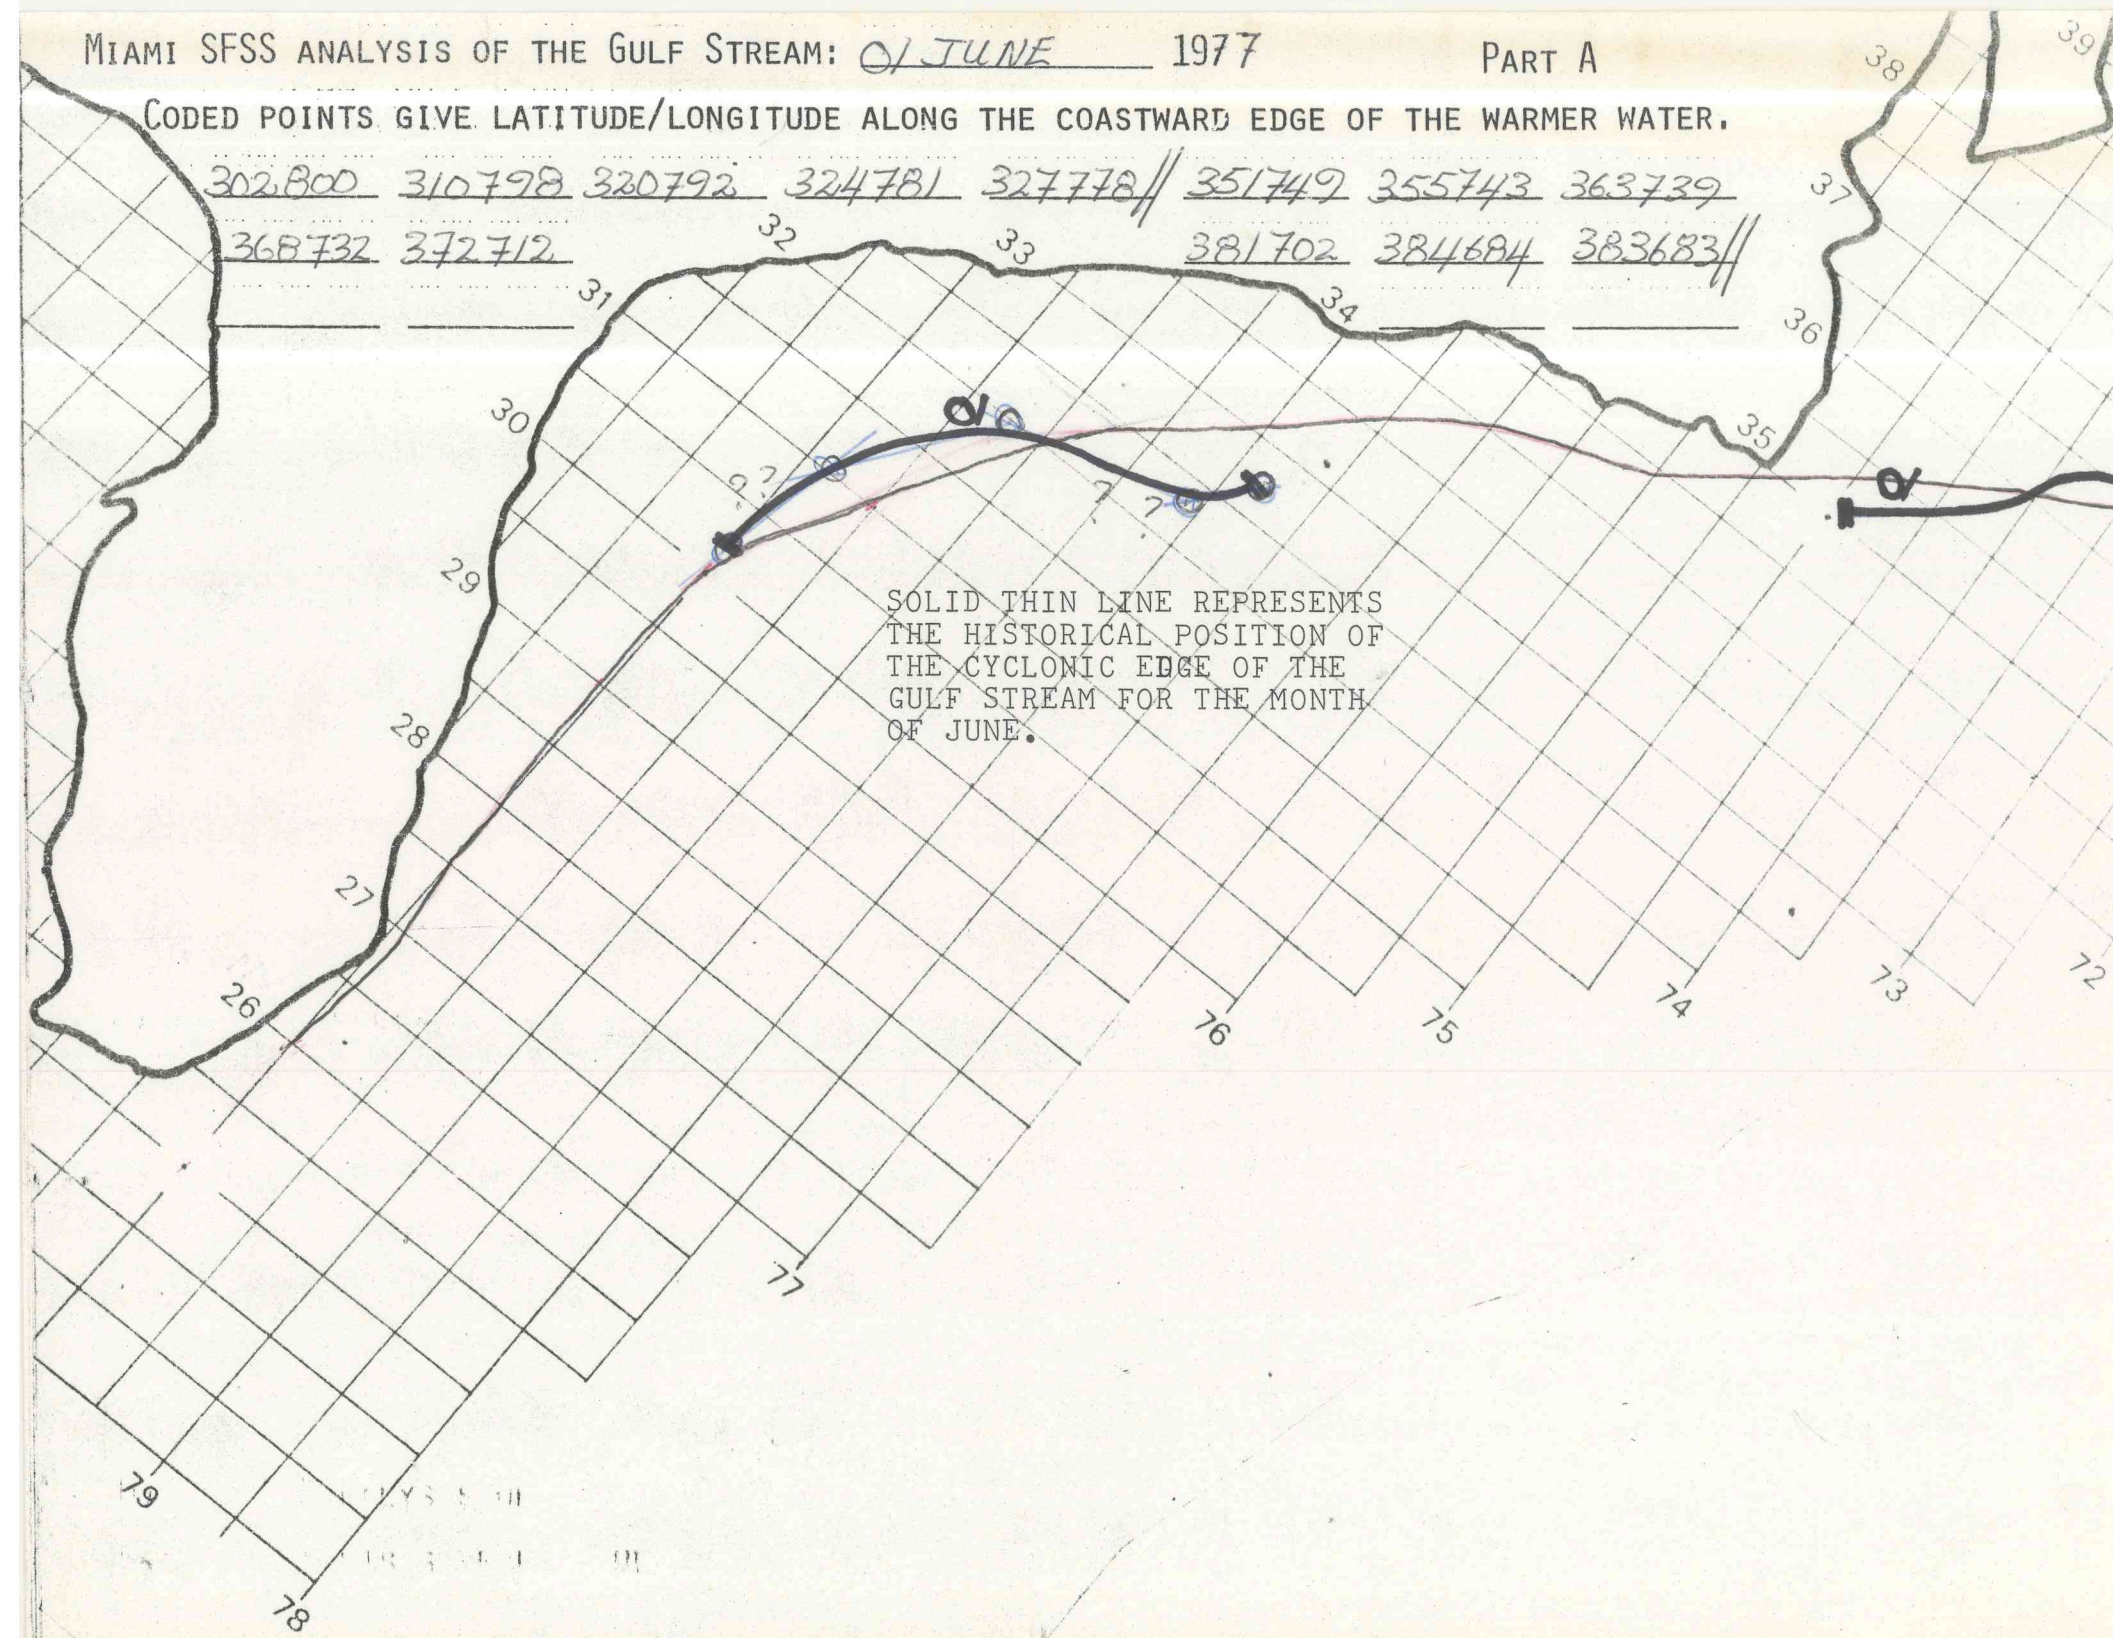 MIAMI SFSS ANALYSIS OF THE GULF STREAM: 01 JUNE 1977 PART A
CODED POINTS GIVE LATITUDE/LONGITUDE ALONG THE COASTWARD EDGE OF THE WARMER WATER.
302800 310798 320792 324781 327778// 351749 355743 363739
368732 372712 381702 384684 383683//
39
38
37
36
35
34
33
32
31
30
29
28
27
26
01
01
? ?
? ?
SOLID THIN LINE REPRESENTS
THE HISTORICAL POSITION OF
THE CYCLONIC EDGE OF THE
GULF STREAM FOR THE MONTH
OF JUNE.
72
73
74
75
76
77
78
79